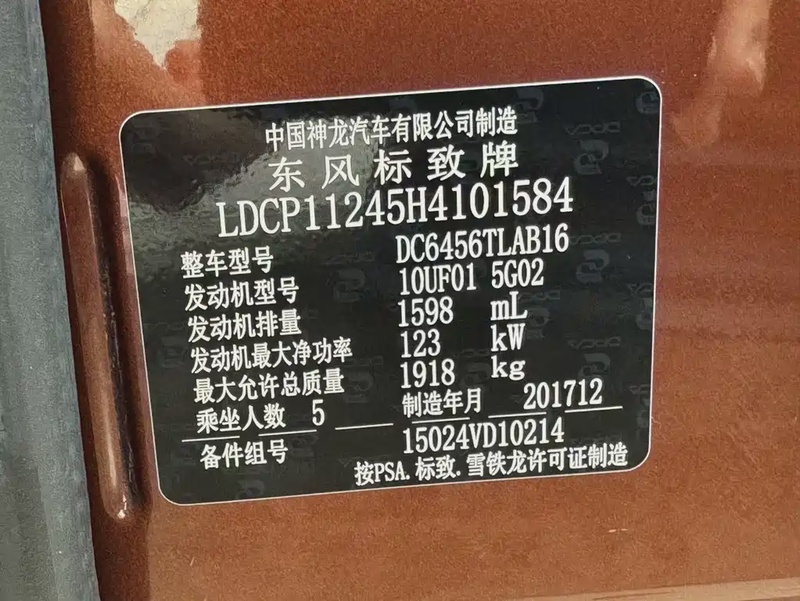 中国神龙汽车有限公司制造
东风标致牌
LDCP11245H4101584
整车型号 DC6456TLAB16
发动机型号 10UF01 5G02
发动机排量 1598 mL
发动机最大净功率 123 kW
最大允许总质量 1918 kg
乘坐人数 5 制造年月 201712
备件组号 15024VD10214
按PSA.标致.雪铁龙许可证制造